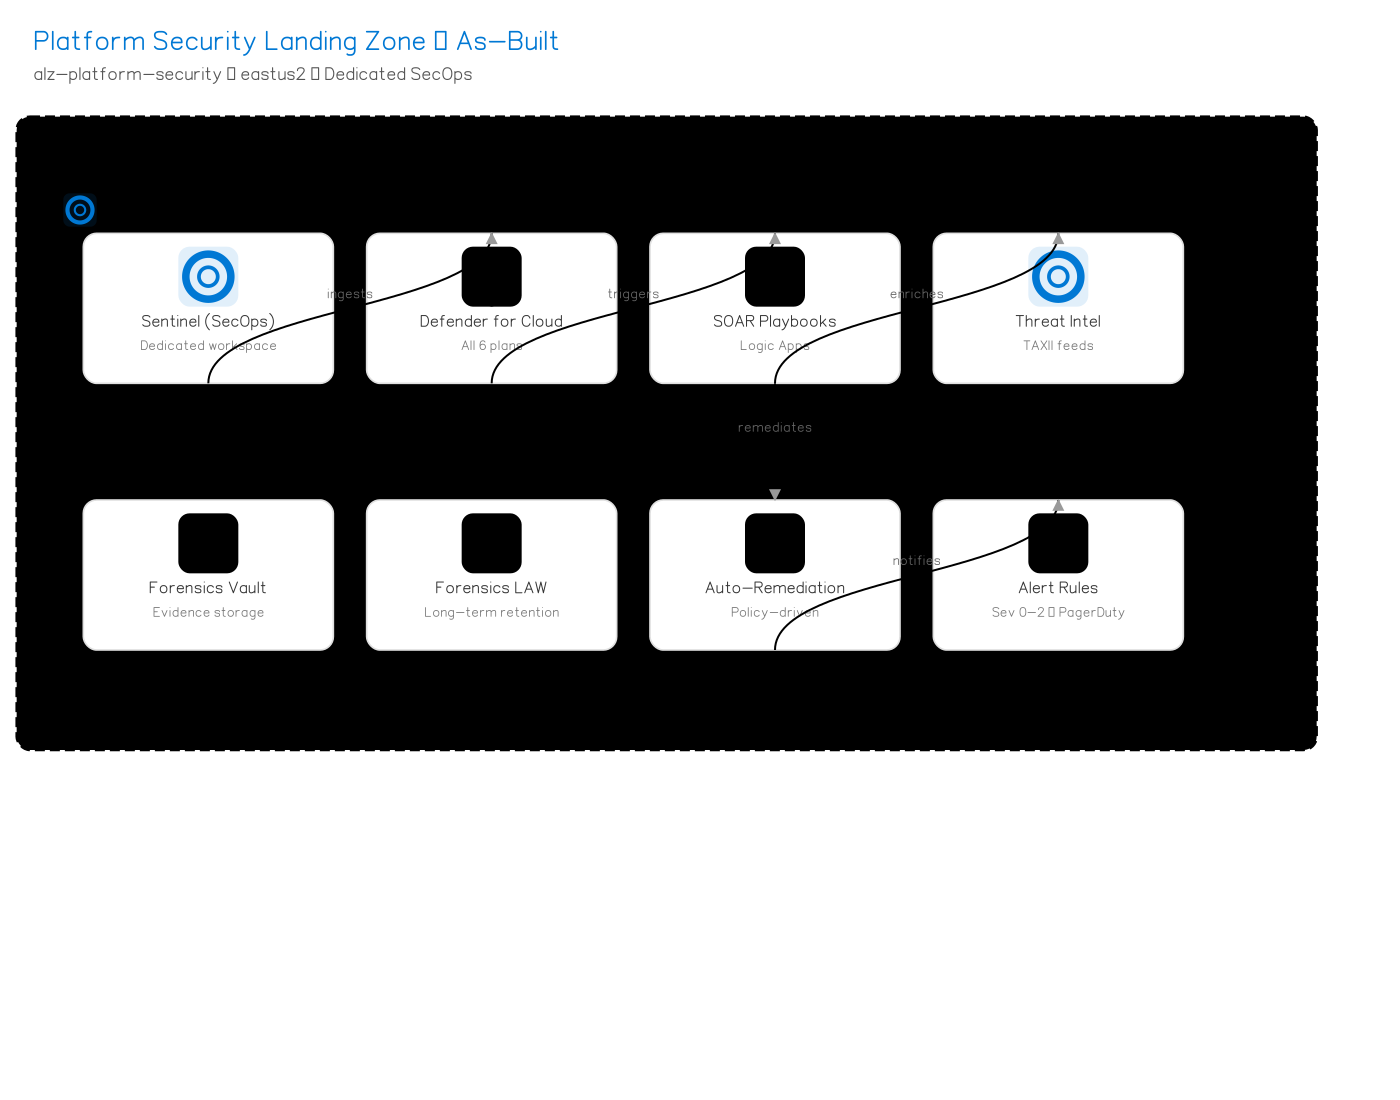 Platform Security Landing Zone ▯ As-Built
alz-platform-security ▯ eastus2 ▯ Dedicated SecOps
ingests
triggers
enriches
Sentinel (SecOps)
Dedicated workspace
Defender for Cloud
All 6 plans
SOAR Playbooks
Logic Apps
Threat Intel
TAXII feeds
remediates
notifies
Forensics Vault
Evidence storage
Forensics LAW
Long-term retention
Auto-Remediation
Policy-driven
Alert Rules
Sev 0-2 ▯ PagerDuty